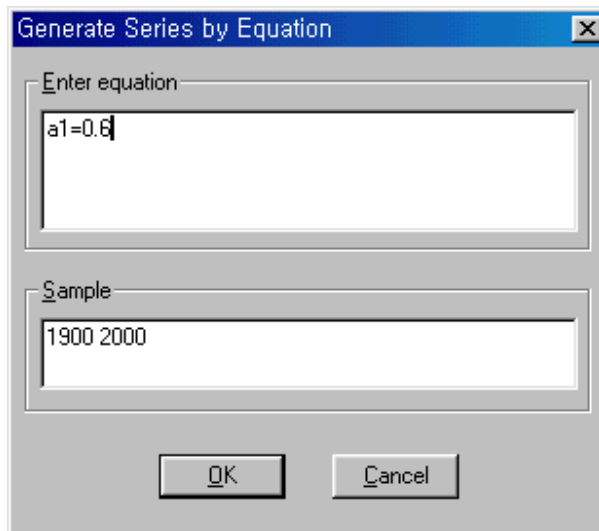 Generate Series by Equation
Enter equation
a1=0.6
Sample
1900 2000
OK
Cancel